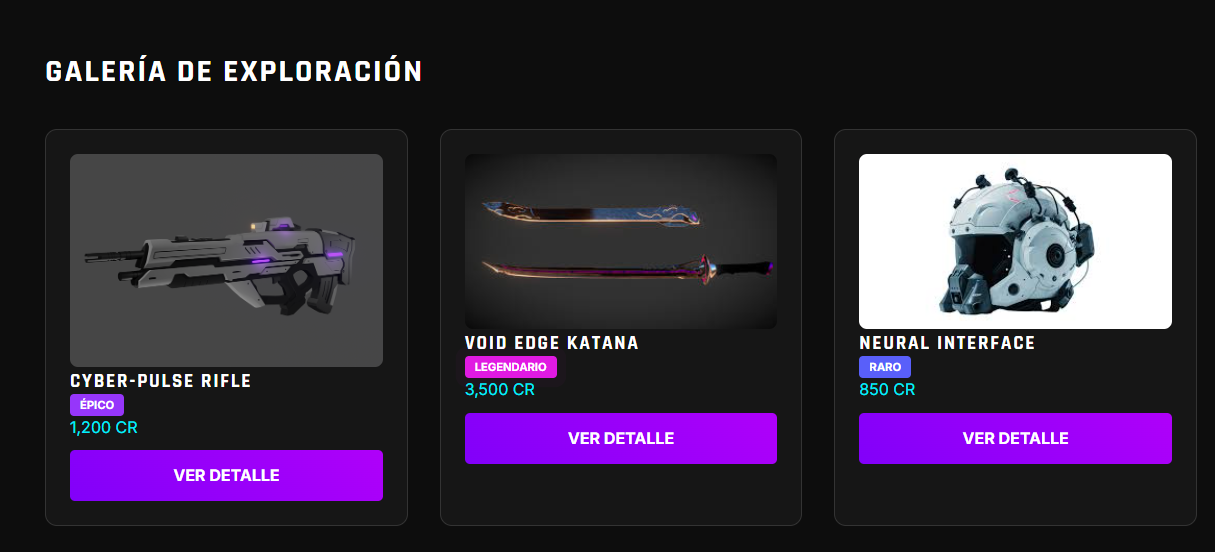 GALERÍA DE EXPLORACIÓN
CYBER-PULSE RIFLE
ÉPICO
1,200 CR
VER DETALLE
VOID EDGE KATANA
LEGENDARIO
3,500 CR
VER DETALLE
NEURAL INTERFACE
RARO
850 CR
VER DETALLE